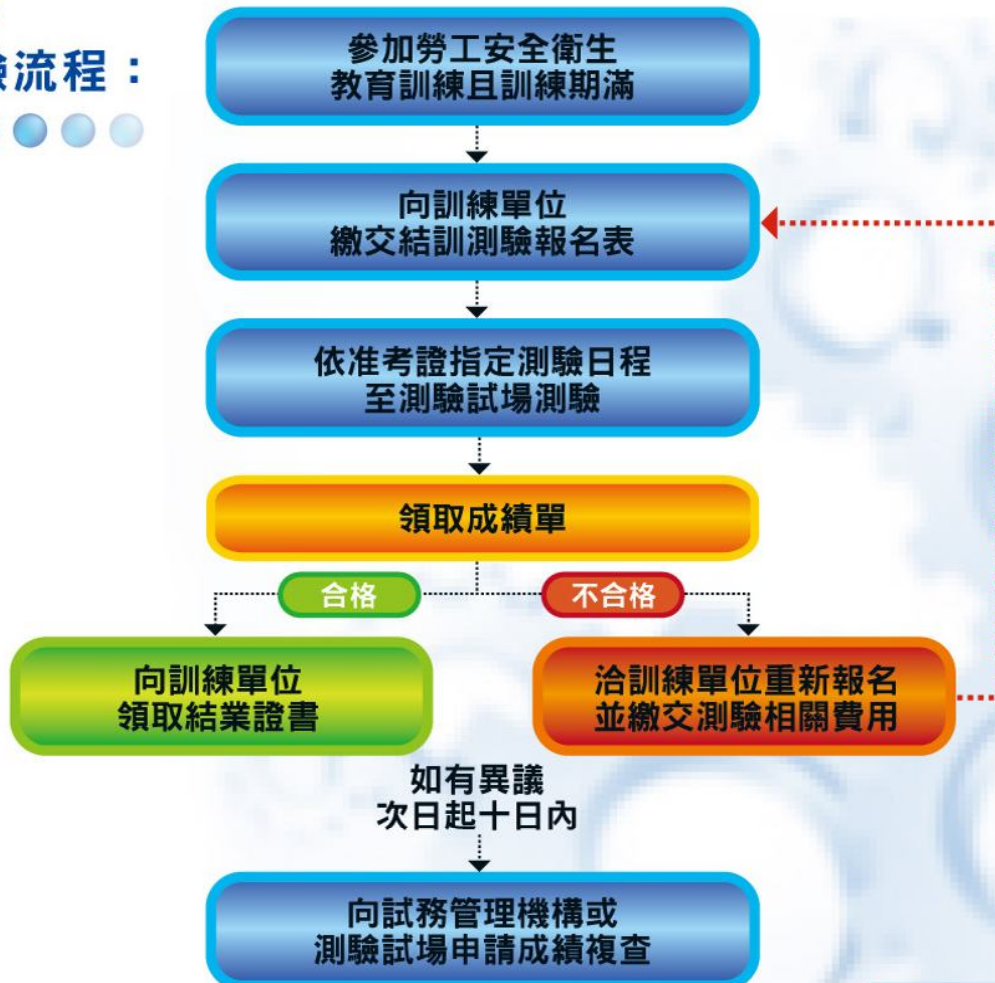 驗流程：
參加勞工安全衛生
教育訓練且訓練期滿
向訓練單位
繳交結訓測驗報名表
依准考證指定測驗日程
至測驗試場測驗
領取成績單
合格
不合格
向訓練單位
領取結業證書
洽訓練單位重新報名
並繳交測驗相關費用
如有異議
次日起十日內
向試務管理機構或
測驗試場申請成績複查